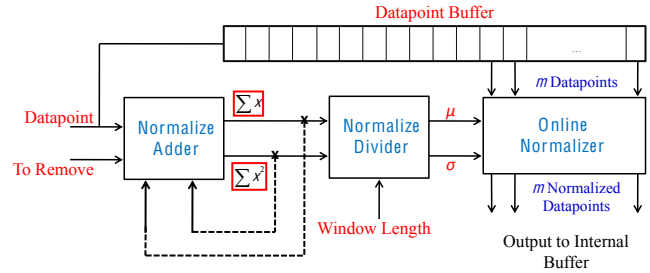 Datapoint Buffer
...
m Datapoints
Datapoint
To Remove
Normalize
Adder
∑ x
∑ x²
Normalize
Divider
μ
σ
Online
Normalizer
Window Length
m Normalized
Datapoints
Output to Internal
Buffer